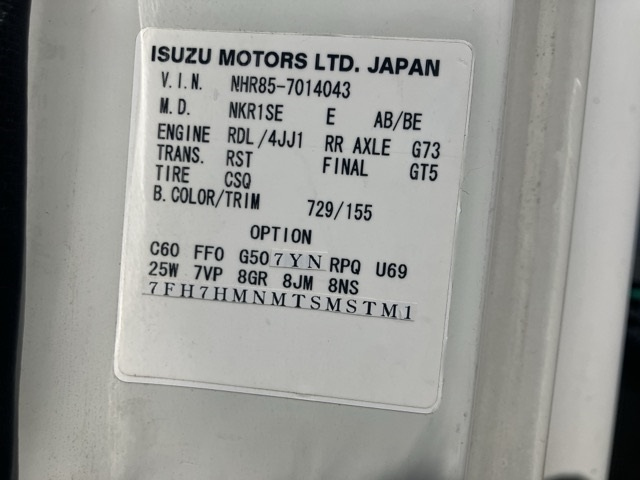 ISUZU MOTORS LTD. JAPAN
V.I.N. NHR85-7014043
M.D. NKR1SE E AB/BE
ENGINE RDL/4JJ1 RR AXLE G73
TRANS. RST FINAL GT5
TIRE CSQ
B.COLOR/TRIM 729/155
OPTION
C60 FF0 G50 7YN RPQ U69
25W 7VP 8GR 8JM 8NS
7FH7HMNMTSMSTM1